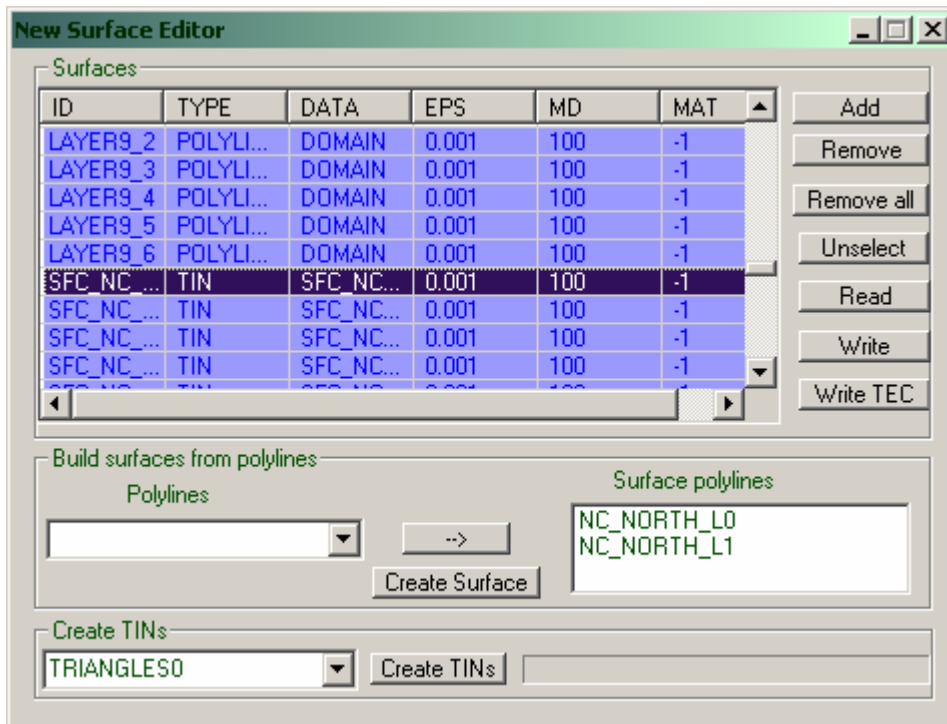 New Surface Editor
Surfaces
ID TYPE DATA EPS MD MAT
LAYER9_2 POLYLI... DOMAIN 0.001 100 -1
LAYER9_3 POLYLI... DOMAIN 0.001 100 -1
LAYER9_4 POLYLI... DOMAIN 0.001 100 -1
LAYER9_5 POLYLI... DOMAIN 0.001 100 -1
LAYER9_6 POLYLI... DOMAIN 0.001 100 -1
SFC_NC_... TIN SFC_NC... 0.001 100 -1
SFC_NC_... TIN SFC_NC... 0.001 100 -1
SFC_NC_... TIN SFC_NC... 0.001 100 -1
SFC_NC_... TIN SFC_NC... 0.001 100 -1
Add
Remove
Remove all
Unselect
Read
Write
Write TEC
Build surfaces from polylines
Polylines
Surface polylines
NC_NORTH_L0
NC_NORTH_L1
-->
Create Surface
Create TINs
TRIANGLES0 Create TINs